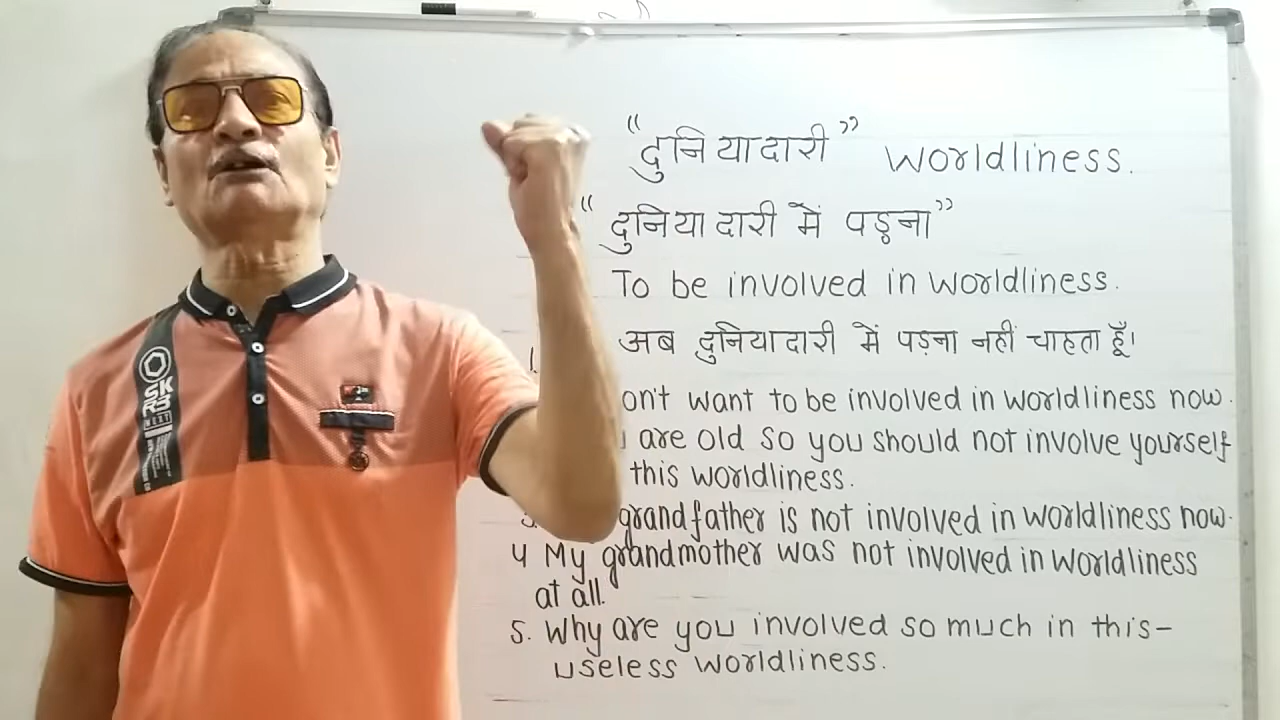 "दुनियादारी" Worldliness.
"दुनियादारी में पड़ना"
To be involved in worldliness.
1. अब दुनियादारी में पड़ना नहीं चाहता हूँ।
want to be involved in worldliness now.
are old so you should not involve yourself
this worldliness.
grandfather is not involved in worldliness now.
4 My grandmother was not involved in worldliness
at all.
5. Why are you involved so much in this-
useless worldliness.
SK